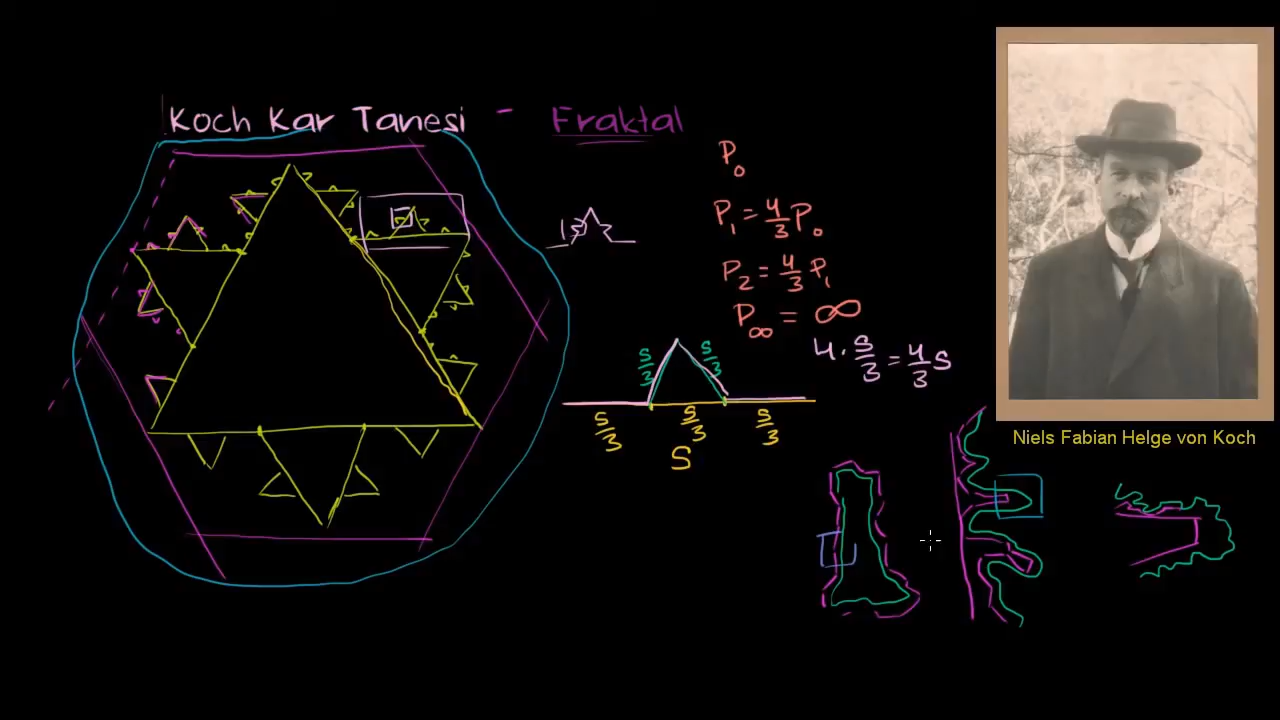 Koch Kar Tanesi - Fraktal
P₀
P₁ = 4/3 P₀
P₂ = 4/3 P₁
P∞ = ∞
4 · s/3 = 4/3 s
s/3 s/3
s/3 s/3 s/3
S
Niels Fabian Helge von Koch